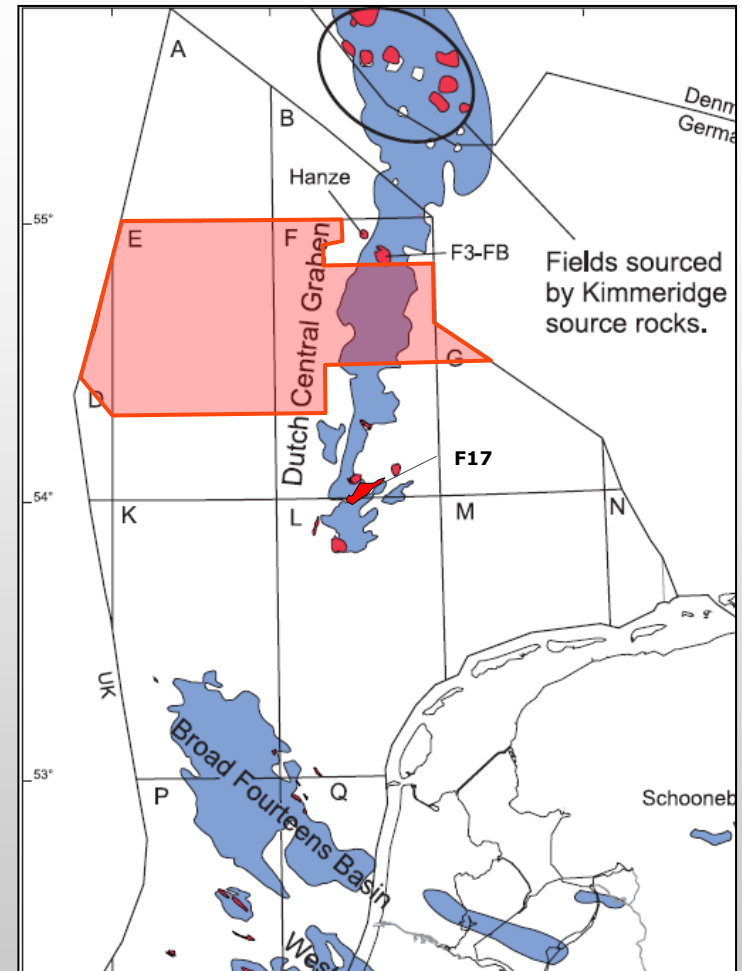 A
Denm
Germa
B
Hanze
55°
E
F
F3-FB
Fields sourced
by Kimmeridge
source rocks.
G
D
Dutch Central Graben
F17
54°
K
L
M
N
UK
Broad Fourteens Basin
53°
P
Q
Schooneb
West